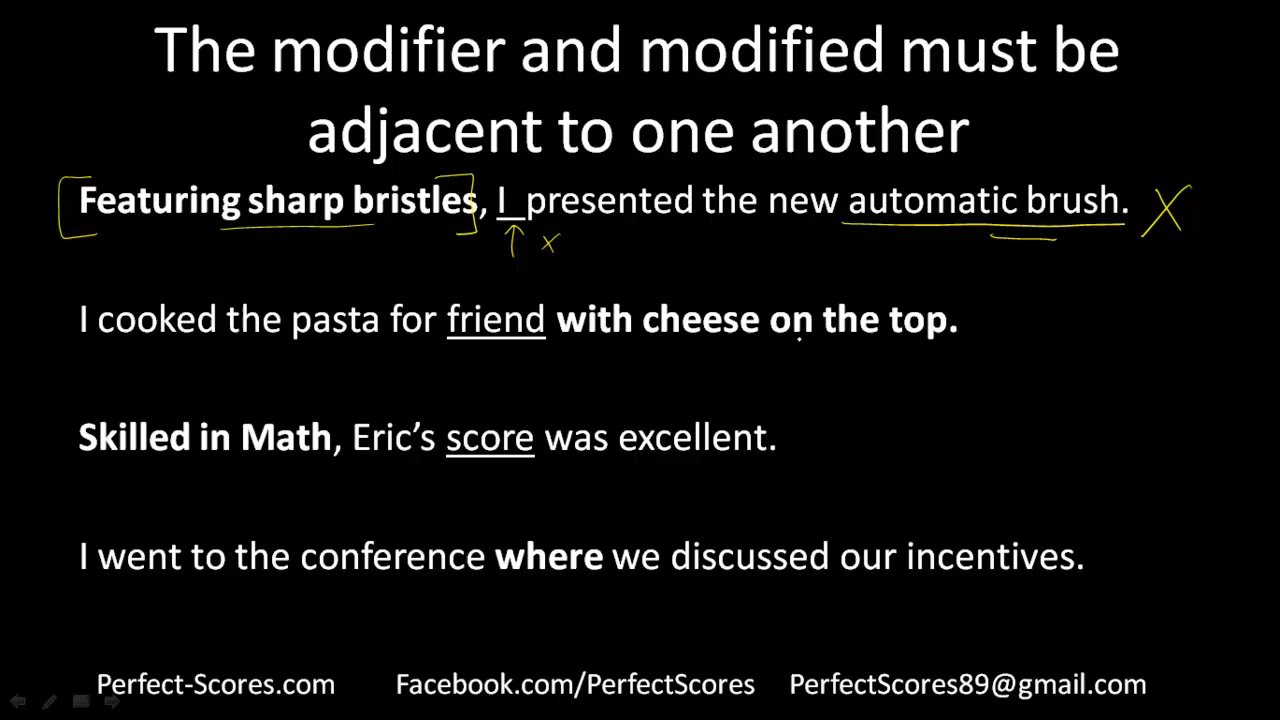 The modifier and modified must be
adjacent to one another
Featuring sharp bristles, I presented the new automatic brush. X
x
I cooked the pasta for friend with cheese on the top.
Skilled in Math, Eric's score was excellent.
I went to the conference where we discussed our incentives.
Perfect-Scores.com Facebook.com/PerfectScores PerfectScores89@gmail.com